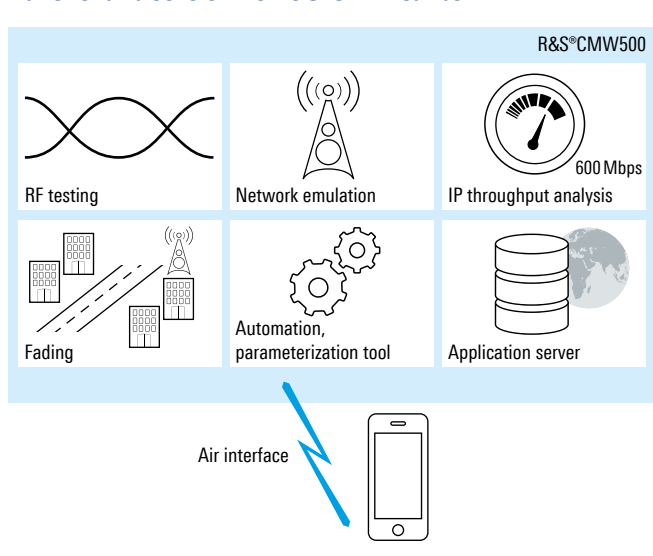 R&S®CMW500
RF testing
Network emulation
600 Mbps
IP throughput analysis
Fading
Automation,
parameterization tool
Application server
Air interface